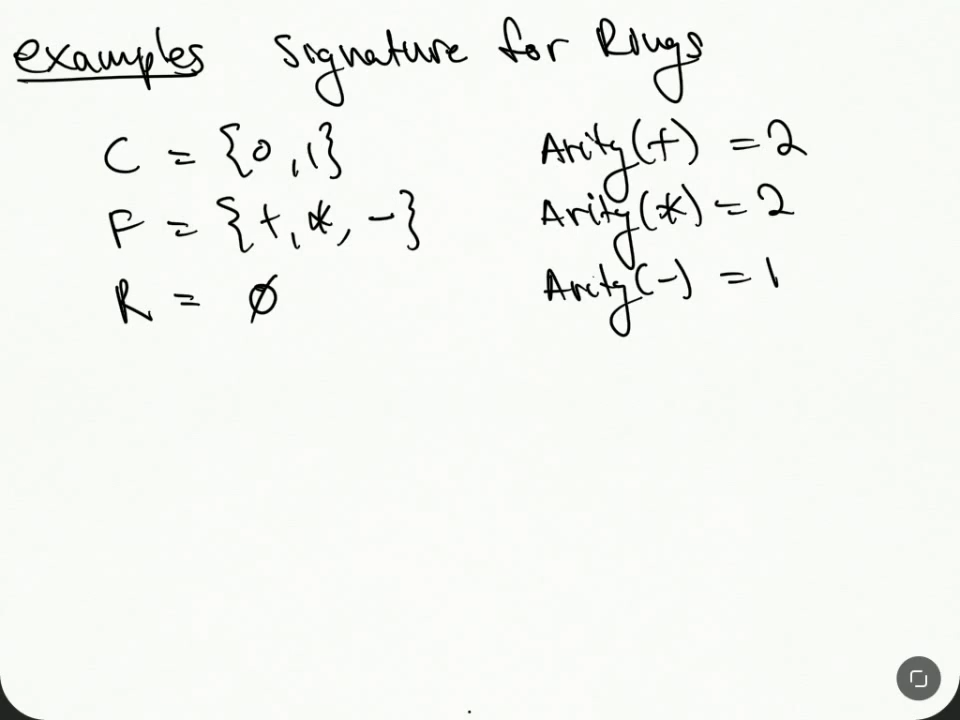 examples Signature for Rings
C = {0,1} Arity(+) = 2
F = {+,*,-} Arity(*) = 2
R = ∅ Arity(-) = 1